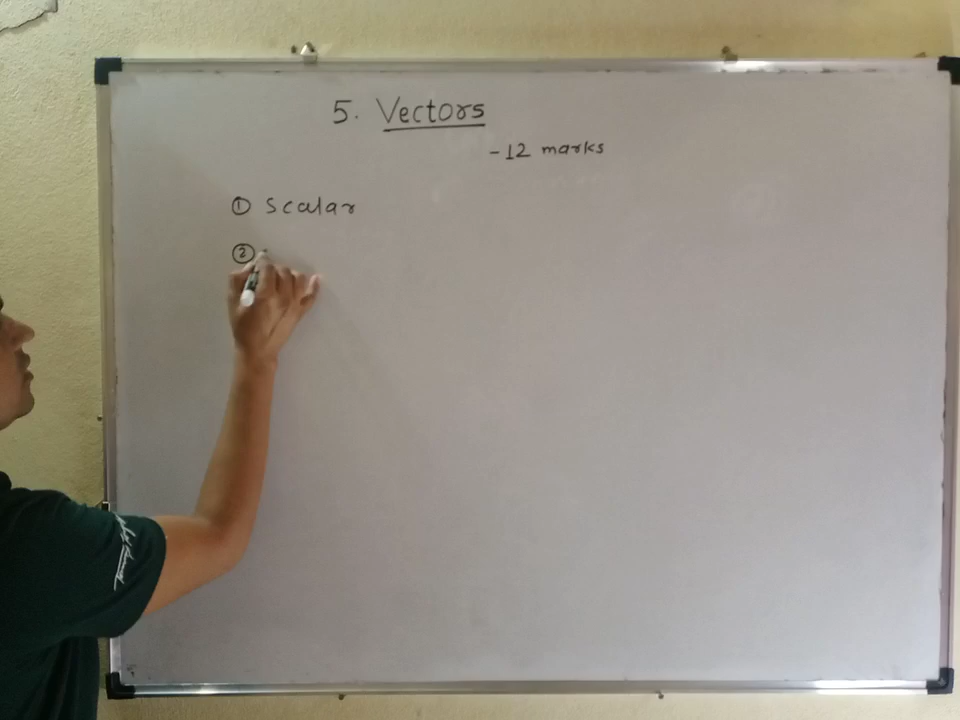 5. Vectors
- 12 marks
① Scalar
②